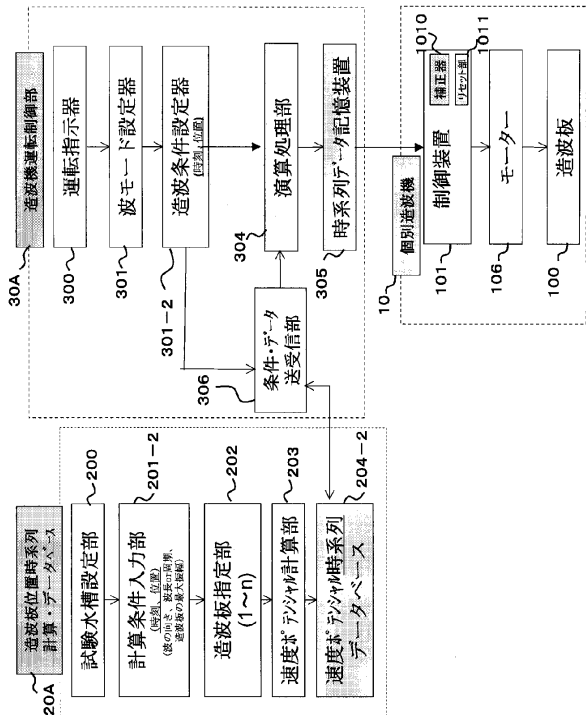 30A
造波機運転制御部
300
運転指示器
301
波モード設定器
301-2
造波条件設定器
(時刻、位置)
304
演算処理部
305
時系列データ記憶装置
306
条件・データ
送受信部
10
個別造波機
101
制御装置
1010
補正器
1011
リセット部
106
モーター
100
造波板
20A
造波板位置時系列
計算・データベース
200
試験水槽設定部
201-2
計算条件入力部
(時刻、位置)
(波の向き、波長or周期、
造波板の最大振幅)
202
造波板指定部
(1~n)
203
速度ポテンシャル計算部
204-2
速度ポテンシャル時系列
データベース